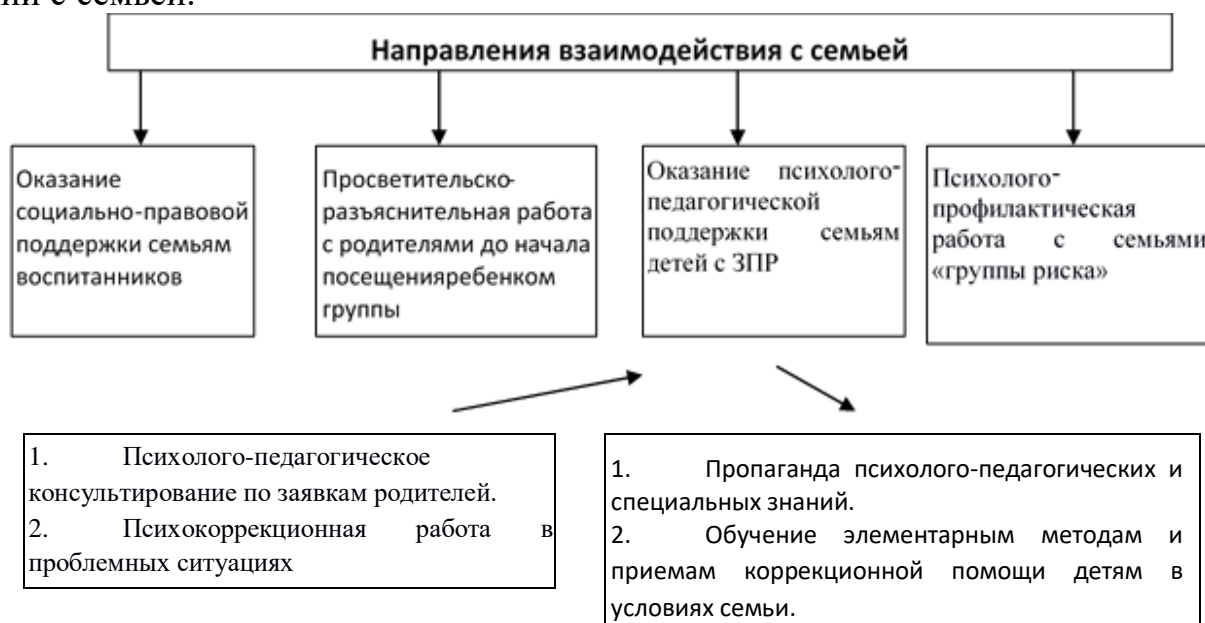 ии с семьей.
Направления взаимодействия с семьей
Оказание
социально-правовой
поддержки семьям
воспитанников
Просветительско-
разъяснительная работа
с родителями до начала
посещенияребенком
группы
Оказание психолого-
педагогической
поддержки семьям
детей с ЗПР
Психолого-
профилактическая
работа с семьями
«группы риска»
1. Психолого-педагогическое
консультирование по заявкам родителей.
2. Психокоррекционная работа в
проблемных ситуациях
1. Пропаганда психолого-педагогических и
специальных знаний.
2. Обучение элементарным методам и
приемам коррекционной помощи детям в
условиях семьи.